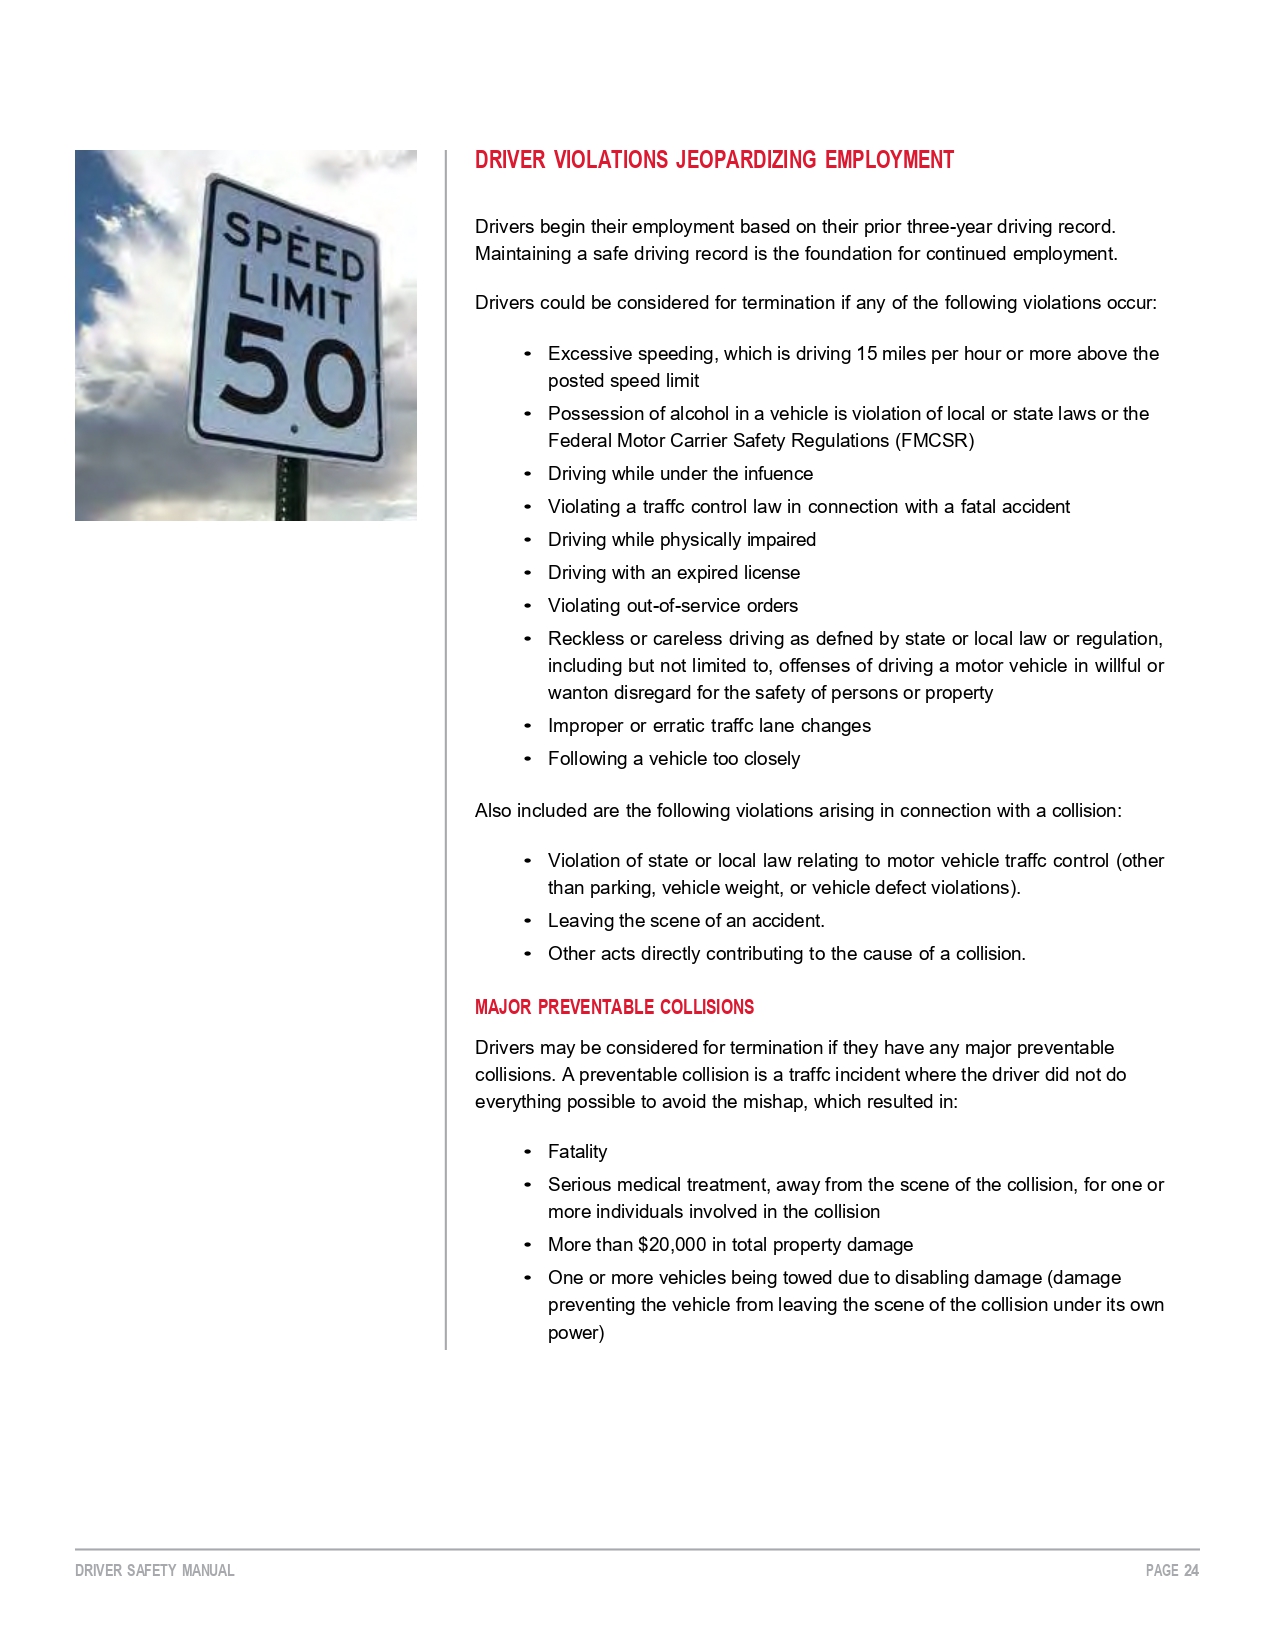 SPEED
LIMIT
50
DRIVER VIOLATIONS JEOPARDIZING EMPLOYMENT
Drivers begin their employment based on their prior three-year driving record.
Maintaining a safe driving record is the foundation for continued employment.
Drivers could be considered for termination if any of the following violations occur:
• Excessive speeding, which is driving 15 miles per hour or more above the
posted speed limit
• Possession of alcohol in a vehicle is violation of local or state laws or the
Federal Motor Carrier Safety Regulations (FMCSR)
• Driving while under the infuence
• Violating a traffc control law in connection with a fatal accident
• Driving while physically impaired
• Driving with an expired license
• Violating out-of-service orders
• Reckless or careless driving as defned by state or local law or regulation,
including but not limited to, offenses of driving a motor vehicle in willful or
wanton disregard for the safety of persons or property
• Improper or erratic traffc lane changes
• Following a vehicle too closely
Also included are the following violations arising in connection with a collision:
• Violation of state or local law relating to motor vehicle traffc control (other
than parking, vehicle weight, or vehicle defect violations).
• Leaving the scene of an accident.
• Other acts directly contributing to the cause of a collision.
MAJOR PREVENTABLE COLLISIONS
Drivers may be considered for termination if they have any major preventable
collisions. A preventable collision is a traffc incident where the driver did not do
everything possible to avoid the mishap, which resulted in:
• Fatality
• Serious medical treatment, away from the scene of the collision, for one or
more individuals involved in the collision
• More than $20,000 in total property damage
• One or more vehicles being towed due to disabling damage (damage
preventing the vehicle from leaving the scene of the collision under its own
power)
DRIVER SAFETY MANUAL
PAGE 24